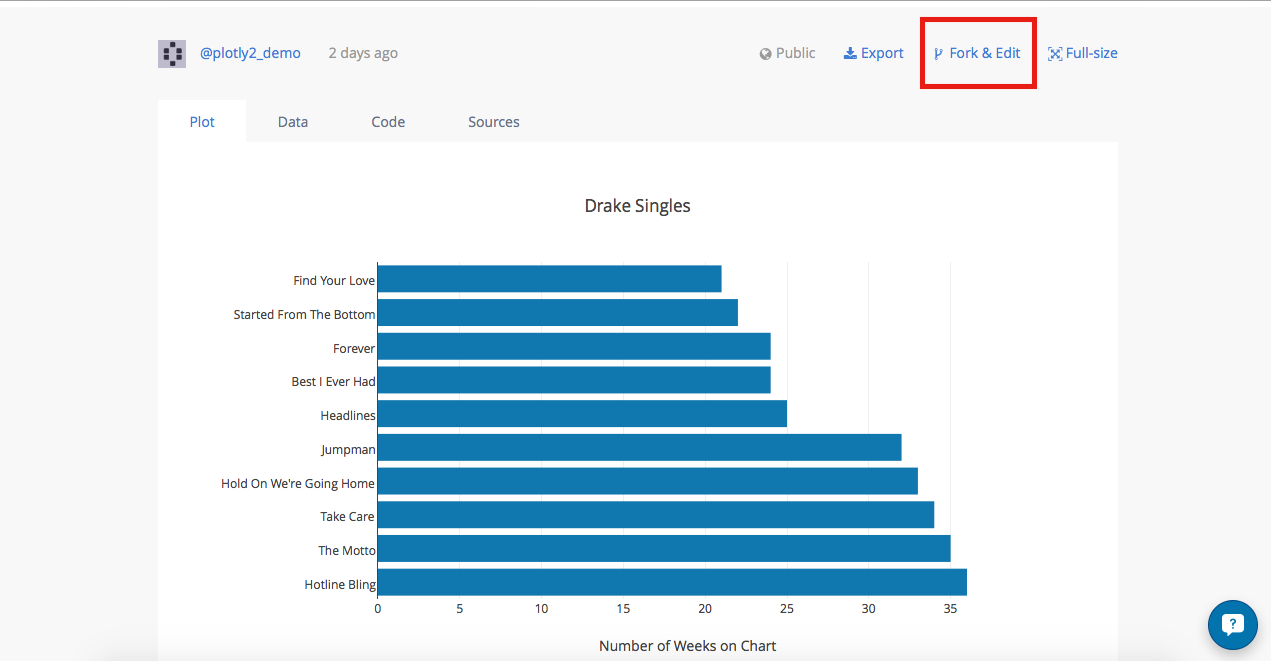 @plotly2_demo 2 days ago Public Export Fork & Edit Full-size
Plot Data Code Sources
Drake Singles
Find Your Love
Started From The Bottom
Forever
Best I Ever Had
Headlines
Jumpman
Hold On We're Going Home
Take Care
The Motto
Hotline Bling
0 5 10 15 20 25 30 35
Number of Weeks on Chart
?